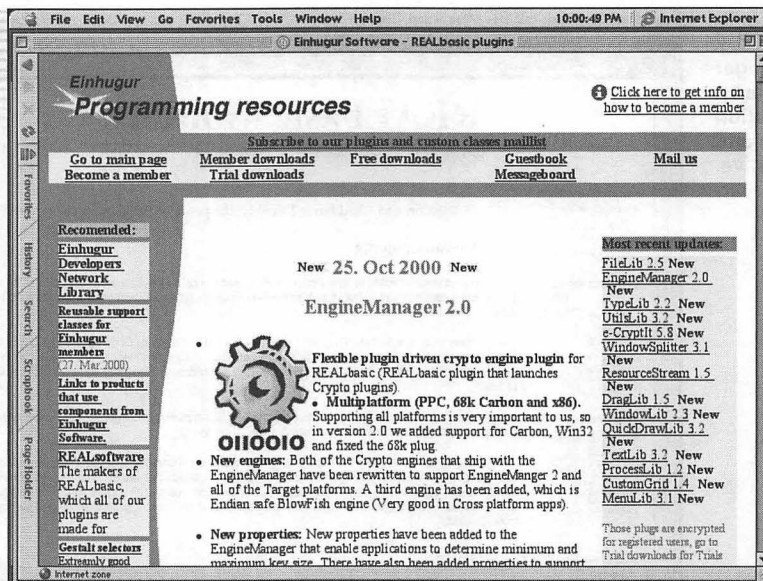 File Edit View Go Favorites Tools Window Help 10:00:49 PM Internet Explorer
Einhugur Software - REALbasic plugins
Einhugur
Programming resources
Click here to get info on
how to become a member
Subscribe to our plugins and custom classes maillist
Go to main page Member downloads Free downloads Guestbook Mail us
Become a member Trial downloads Messageboard
Favorites
History
Search
Scrapbook
Page Holder
Recomended:
Einhugur
Developers
Network
Library
Reusable support
classes for
Einhugur
members
(27. Mar.2000)
Links to products
that use
components from
Einhugur
Software.
REALsoftware
The makers of
REALbasic,
which all of our
plugins are
made for
Gestalt selectors
Extreamly good
New 25. Oct 2000 New
EngineManager 2.0
0110010
Flexible plugin driven crypto engine plugin for
REALbasic (REALbasic plugin that launches
Crypto plugins).
• Multiplatform (PPC, 68k Carbon and x86).
Supporting all platforms is very important to us, so
in version 2.0 we added support for Carbon, Win32
and fixed the 68k plug.
• New engines: Both of the Crypto engines that ship with the
EngineManager have been rewritten to support EngineManger 2 and
all of the Target platforms. A third engine has been added, which is
Endian safe BlowFish engine (Very good in Cross platform apps).
• New properties: New properties have been added to the
EngineManager that enable applications to determine minimum and
maximum key size. There have also been added properties to support
Most recent updates:
FileLib 2.5 New
EngineManager 2.0
New
TypeLib 2.2 New
UtilsLib 3.2 New
e-CryptIt 5.8 New
WindowSplitter 3.1
New
ResourceStream 1.5
New
DragLib 1.5 New
WindowLib 2.3 New
QuickDrawLib 3.2
New
TextLib 3.2 New
ProcessLib 1.2 New
CustomGrid 1.4 New
MenuLib 3.1 New
Those plugs are encrypted
for registered users, go to
Trial downloads for Trials
Internet zone